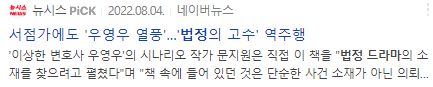 뉴시스 뉴시스 PiCK 2022.08.04. 네이버뉴스
서점가에도 '우영우 열풍'...'법정의 고수' 역주행
'이상한 변호사 우영우'의 시나리오 작가 문지원은 직접 이 책을 "법정 드라마의 소
재를 찾으려고 펼쳤다"며 "책 속에 들어 있던 것은 단순한 사건 소재가 아닌 의뢰...